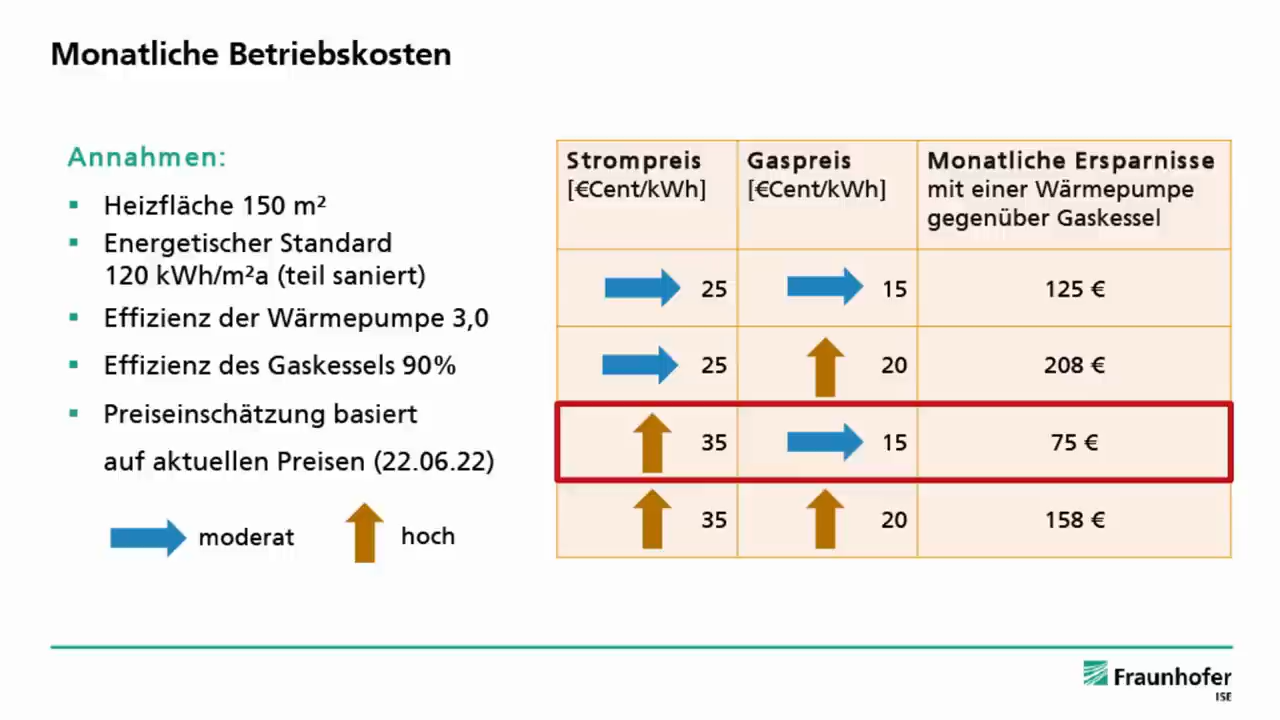 Monatliche Betriebskosten
Annahmen:
▪ Heizfläche 150 m²
▪ Energetischer Standard
120 kWh/m²a (teil saniert)
▪ Effizienz der Wärmepumpe 3,0
▪ Effizienz des Gaskessels 90%
▪ Preiseinschätzung basiert
auf aktuellen Preisen (22.06.22)
moderat hoch
Strompreis
[€Cent/kWh]
Gaspreis
[€Cent/kWh]
Monatliche Ersparnisse
mit einer Wärmepumpe
gegenüber Gaskessel
25 15 125 €
25 20 208 €
35 15 75 €
35 20 158 €
Fraunhofer
ISE